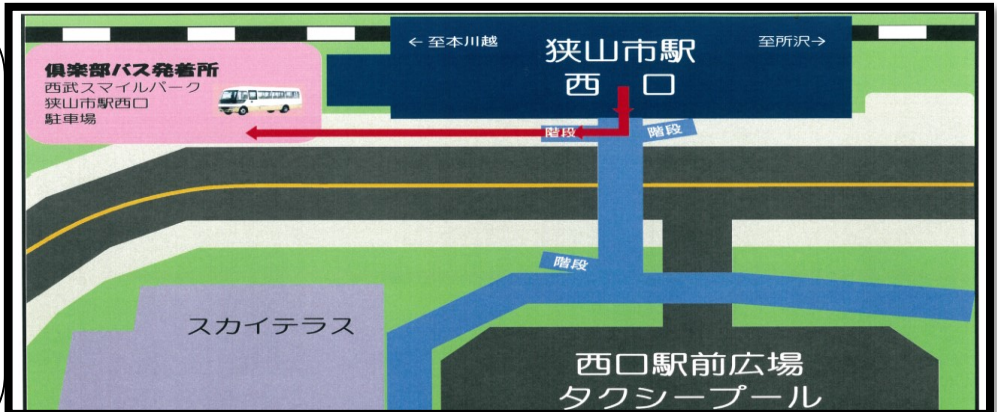 ← 至本川越
狭山市駅
西 口
至所沢→
俱楽部バス発着所
西武スマイルパーク
狭山市駅西口
駐車場
階段
階段
階段
スカイテラス
西口駅前広場
タクシープール